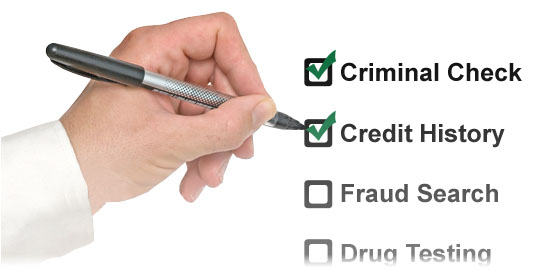 Criminal Check
Credit History
Fraud Search
Drug Testing